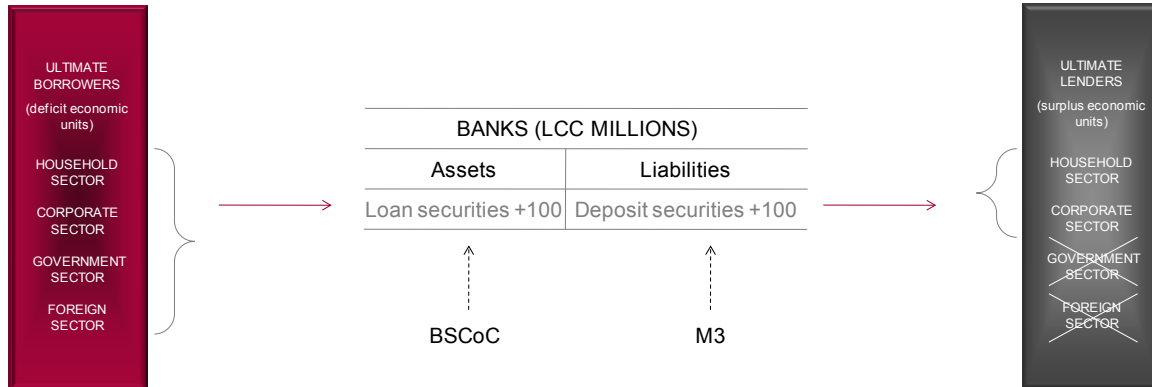 ULTIMATE
BORROWERS
(deficit economic
units)
HOUSEHOLD
SECTOR
CORPORATE
SECTOR
GOVERNMENT
SECTOR
FOREIGN
SECTOR
BANKS (LCC MILLIONS)
Assets
Liabilities
Loan securities +100
Deposit securities +100
BSCoC
M3
ULTIMATE
LENDERS
(surplus economic
units)
HOUSEHOLD
SECTOR
CORPORATE
SECTOR
GOVERNMENT
SECTOR
FOREIGN
SECTOR